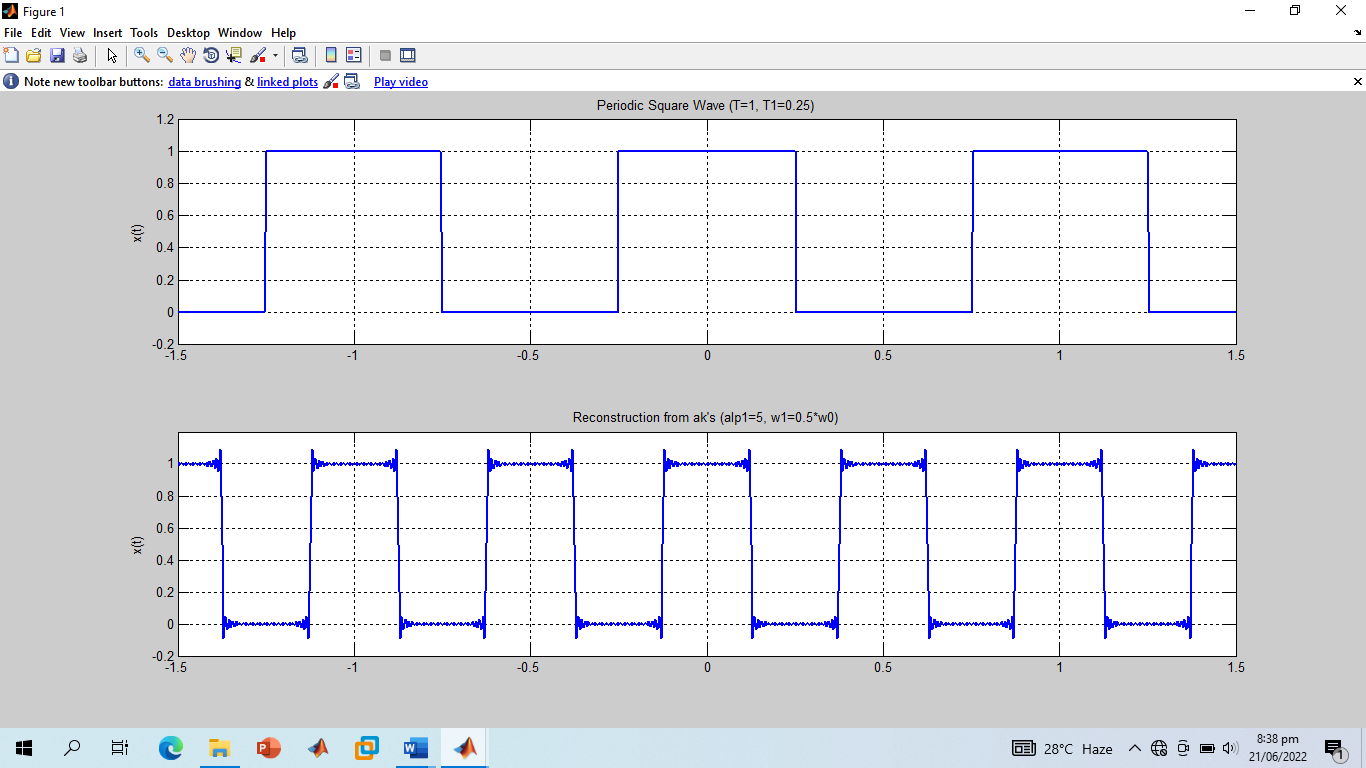 Figure 1
File Edit View Insert Tools Desktop Window Help
Note new toolbar buttons: data brushing & linked plots Play video
Periodic Square Wave (T=1, T1=0.25)
1.2
1
0.8
0.6
0.4
0.2
0
-0.2
x(t)
-1.5 -1 -0.5 0 0.5 1 1.5
Reconstruction from ak's (alp1=5, w1=0.5*w0)
1
0.8
0.6
0.4
0.2
0
-0.2
x(t)
-1.5 -1 -0.5 0 0.5 1 1.5
28°C Haze
8:38 pm
21/06/2022
1